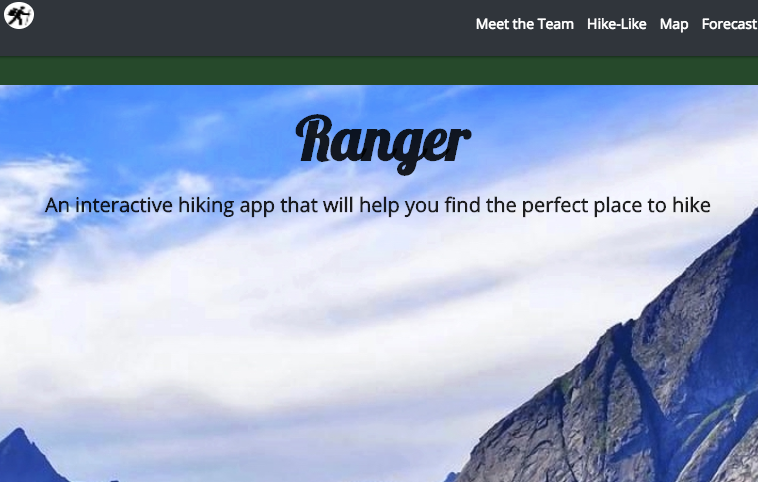 Meet the Team Hike-Like Map Forecast
Ranger
An interactive hiking app that will help you find the perfect place to hike